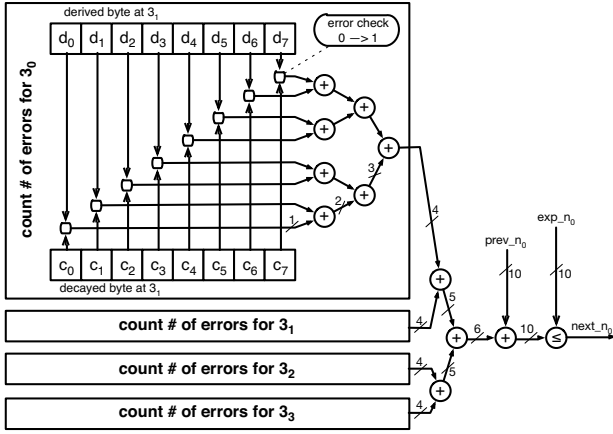 derived byte at 3₁
d₀ d₁ d₂ d₃ d₄ d₅ d₆ d₇
error check
0 —> 1
count # of errors for 3₀
+
+
+
+
+
+
+
1
2
3
4
c₀ c₁ c₂ c₃ c₄ c₅ c₆ c₇
decayed byte at 3₁
prev_n₀
exp_n₀
10
10
+
5
count # of errors for 3₁
4
+
6
+
10
≤
next_n₀
count # of errors for 3₂
4
5
+
count # of errors for 3₃
4